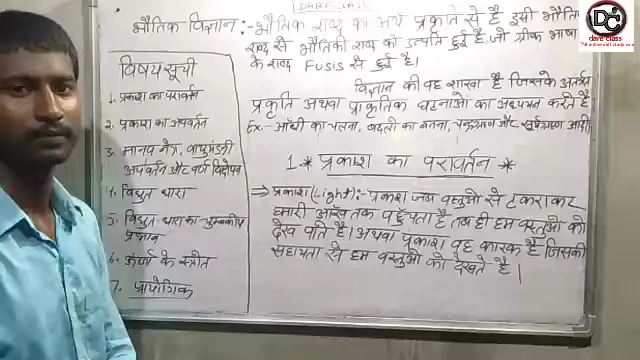 DARE CLASS
DC
dare class
भौतिक विज्ञान :- भौतिक शब्द का अर्थ प्रकृति से है इसी भौति
शब्द से भौतिकी शब्द की उत्पति हुई है, जो ग्रीक भाषा
के शब्द FUSIS से हुई है।
विज्ञान की वह शाखा है जिसके अन्तर्ग
प्रकृति अथवा प्राकृतिक घटनाओ का अध्ययन करते है
Ex:- आँधी का चलना, बदली का बनना, चन्द्रग्रहण और सूर्यग्रहण आदी
विषय सूची
1. प्रकाश का परावर्तन
2. प्रकाश का अपवर्तन
3. मानव नेत्र, वायुमंडली
अपवर्तन और वर्ण विक्षेपन
4. विद्युत धारा
5. विद्युत धारा का चुम्बकीय
प्रभाव
6. ऊर्जा के स्त्रोत
7. प्रायौगिक
1.* प्रकाश का परावर्तन *
⇒ प्रकाश (Light):- प्रकाश जब वस्तुओ से टकराकर
हमारी आँख तक पहुँचता है तब ही हम वस्तुओ को
देख पाते है। अथवा प्रकाश वह कारक है जिसकी
सहायता से हम वस्तुओ को देखते है।